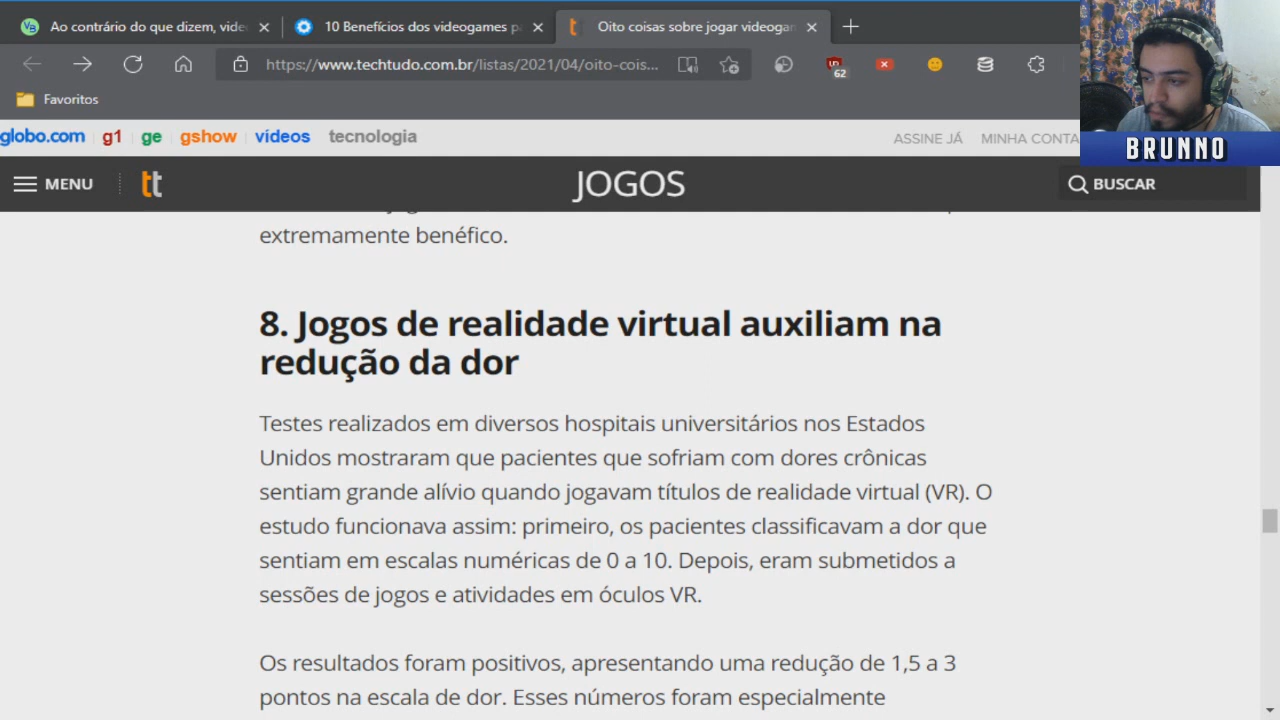 Ao contrário do que dizem, vide
10 Benefícios dos videogames p
Oito coisas sobre jogar videogam
https://www.techtudo.com.br/listas/2021/04/oito-cois...
62
Favoritos
globo.com g1 ge gshow vídeos tecnologia
ASSINE JÁ MINHA CONTA
BRUNNO
MENU tt JOGOS BUSCAR
extremamente benéfico.
8. Jogos de realidade virtual auxiliam na
redução da dor
Testes realizados em diversos hospitais universitários nos Estados
Unidos mostraram que pacientes que sofriam com dores crônicas
sentiam grande alívio quando jogavam títulos de realidade virtual (VR). O
estudo funcionava assim: primeiro, os pacientes classificavam a dor que
sentiam em escalas numéricas de 0 a 10. Depois, eram submetidos a
sessões de jogos e atividades em óculos VR.
Os resultados foram positivos, apresentando uma redução de 1,5 a 3
pontos na escala de dor. Esses números foram especialmente